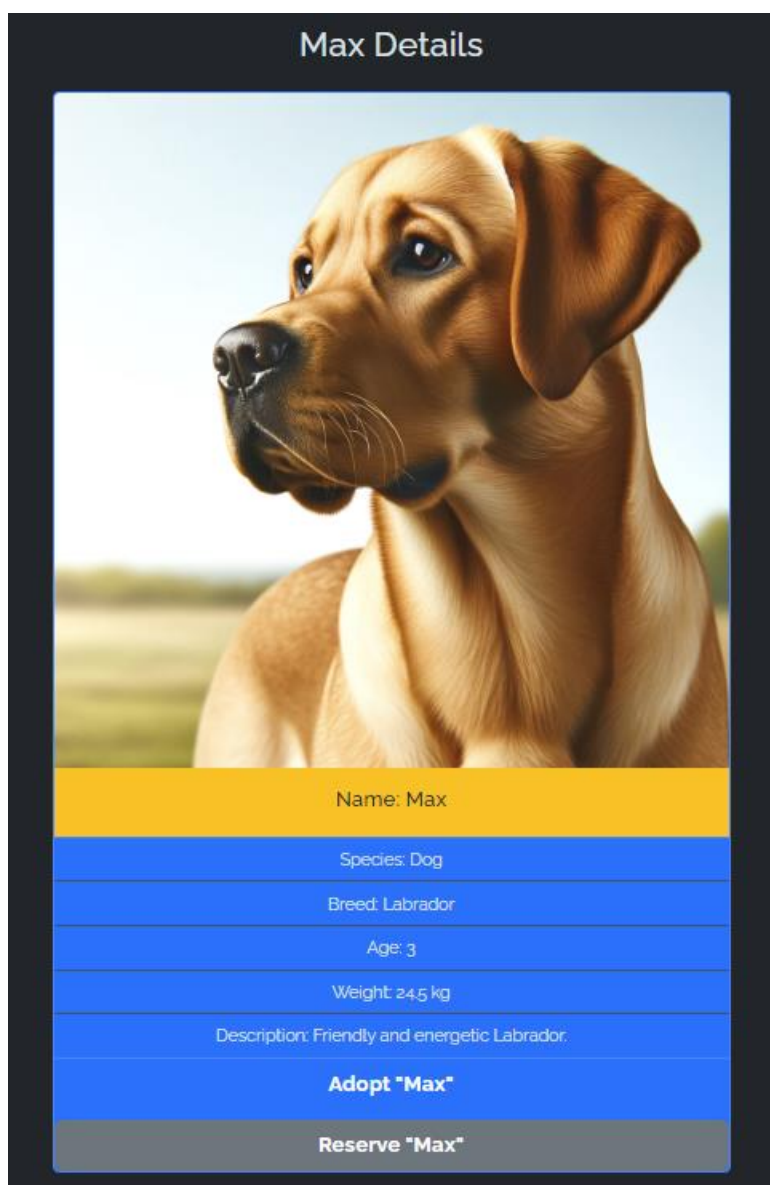 Max Details
Name: Max
Species: Dog
Breed: Labrador
Age: 3
Weight: 24,5 kg
Description: Friendly and energetic Labrador.
Adopt "Max"
Reserve "Max"